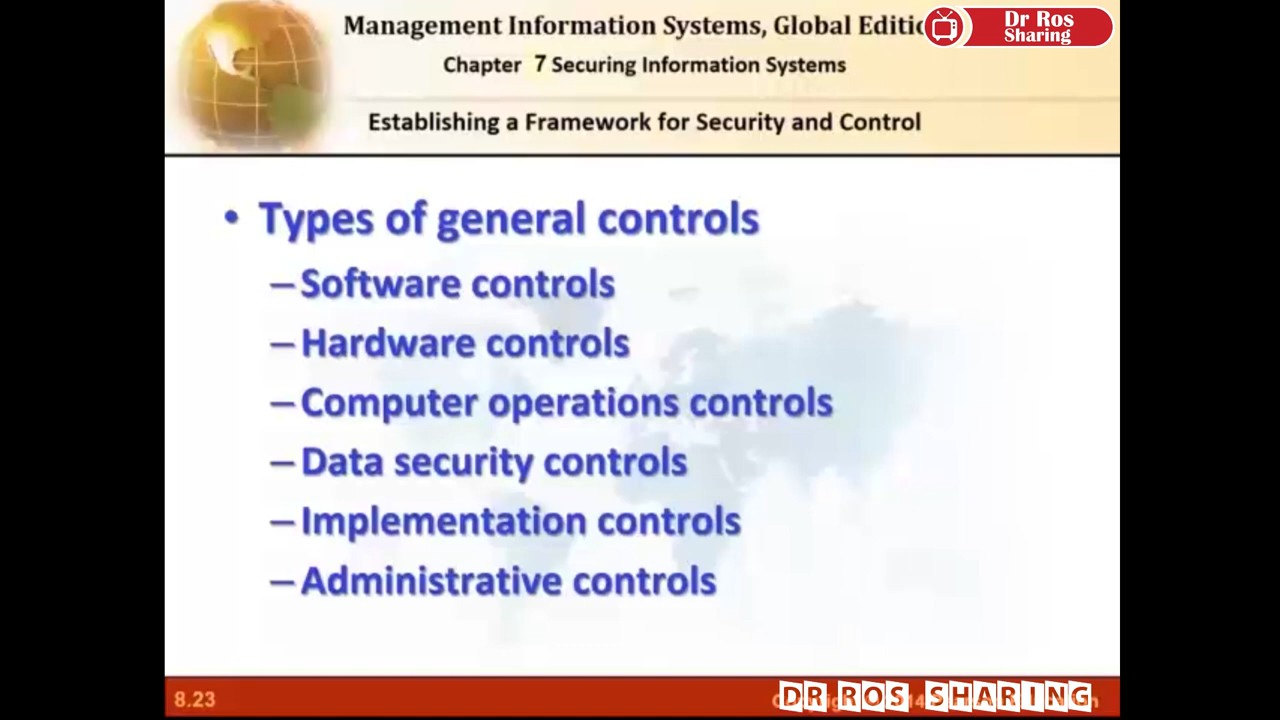 Management Information Systems, Global
Dr Ros
Sharing
Chapter 7 Securing Information Systems
Establishing a Framework for Security and Control
• Types of general controls
– Software controls
– Hardware controls
– Computer operations controls
– Data security controls
– Implementation controls
– Administrative controls
8.23
DR ROS SHARING